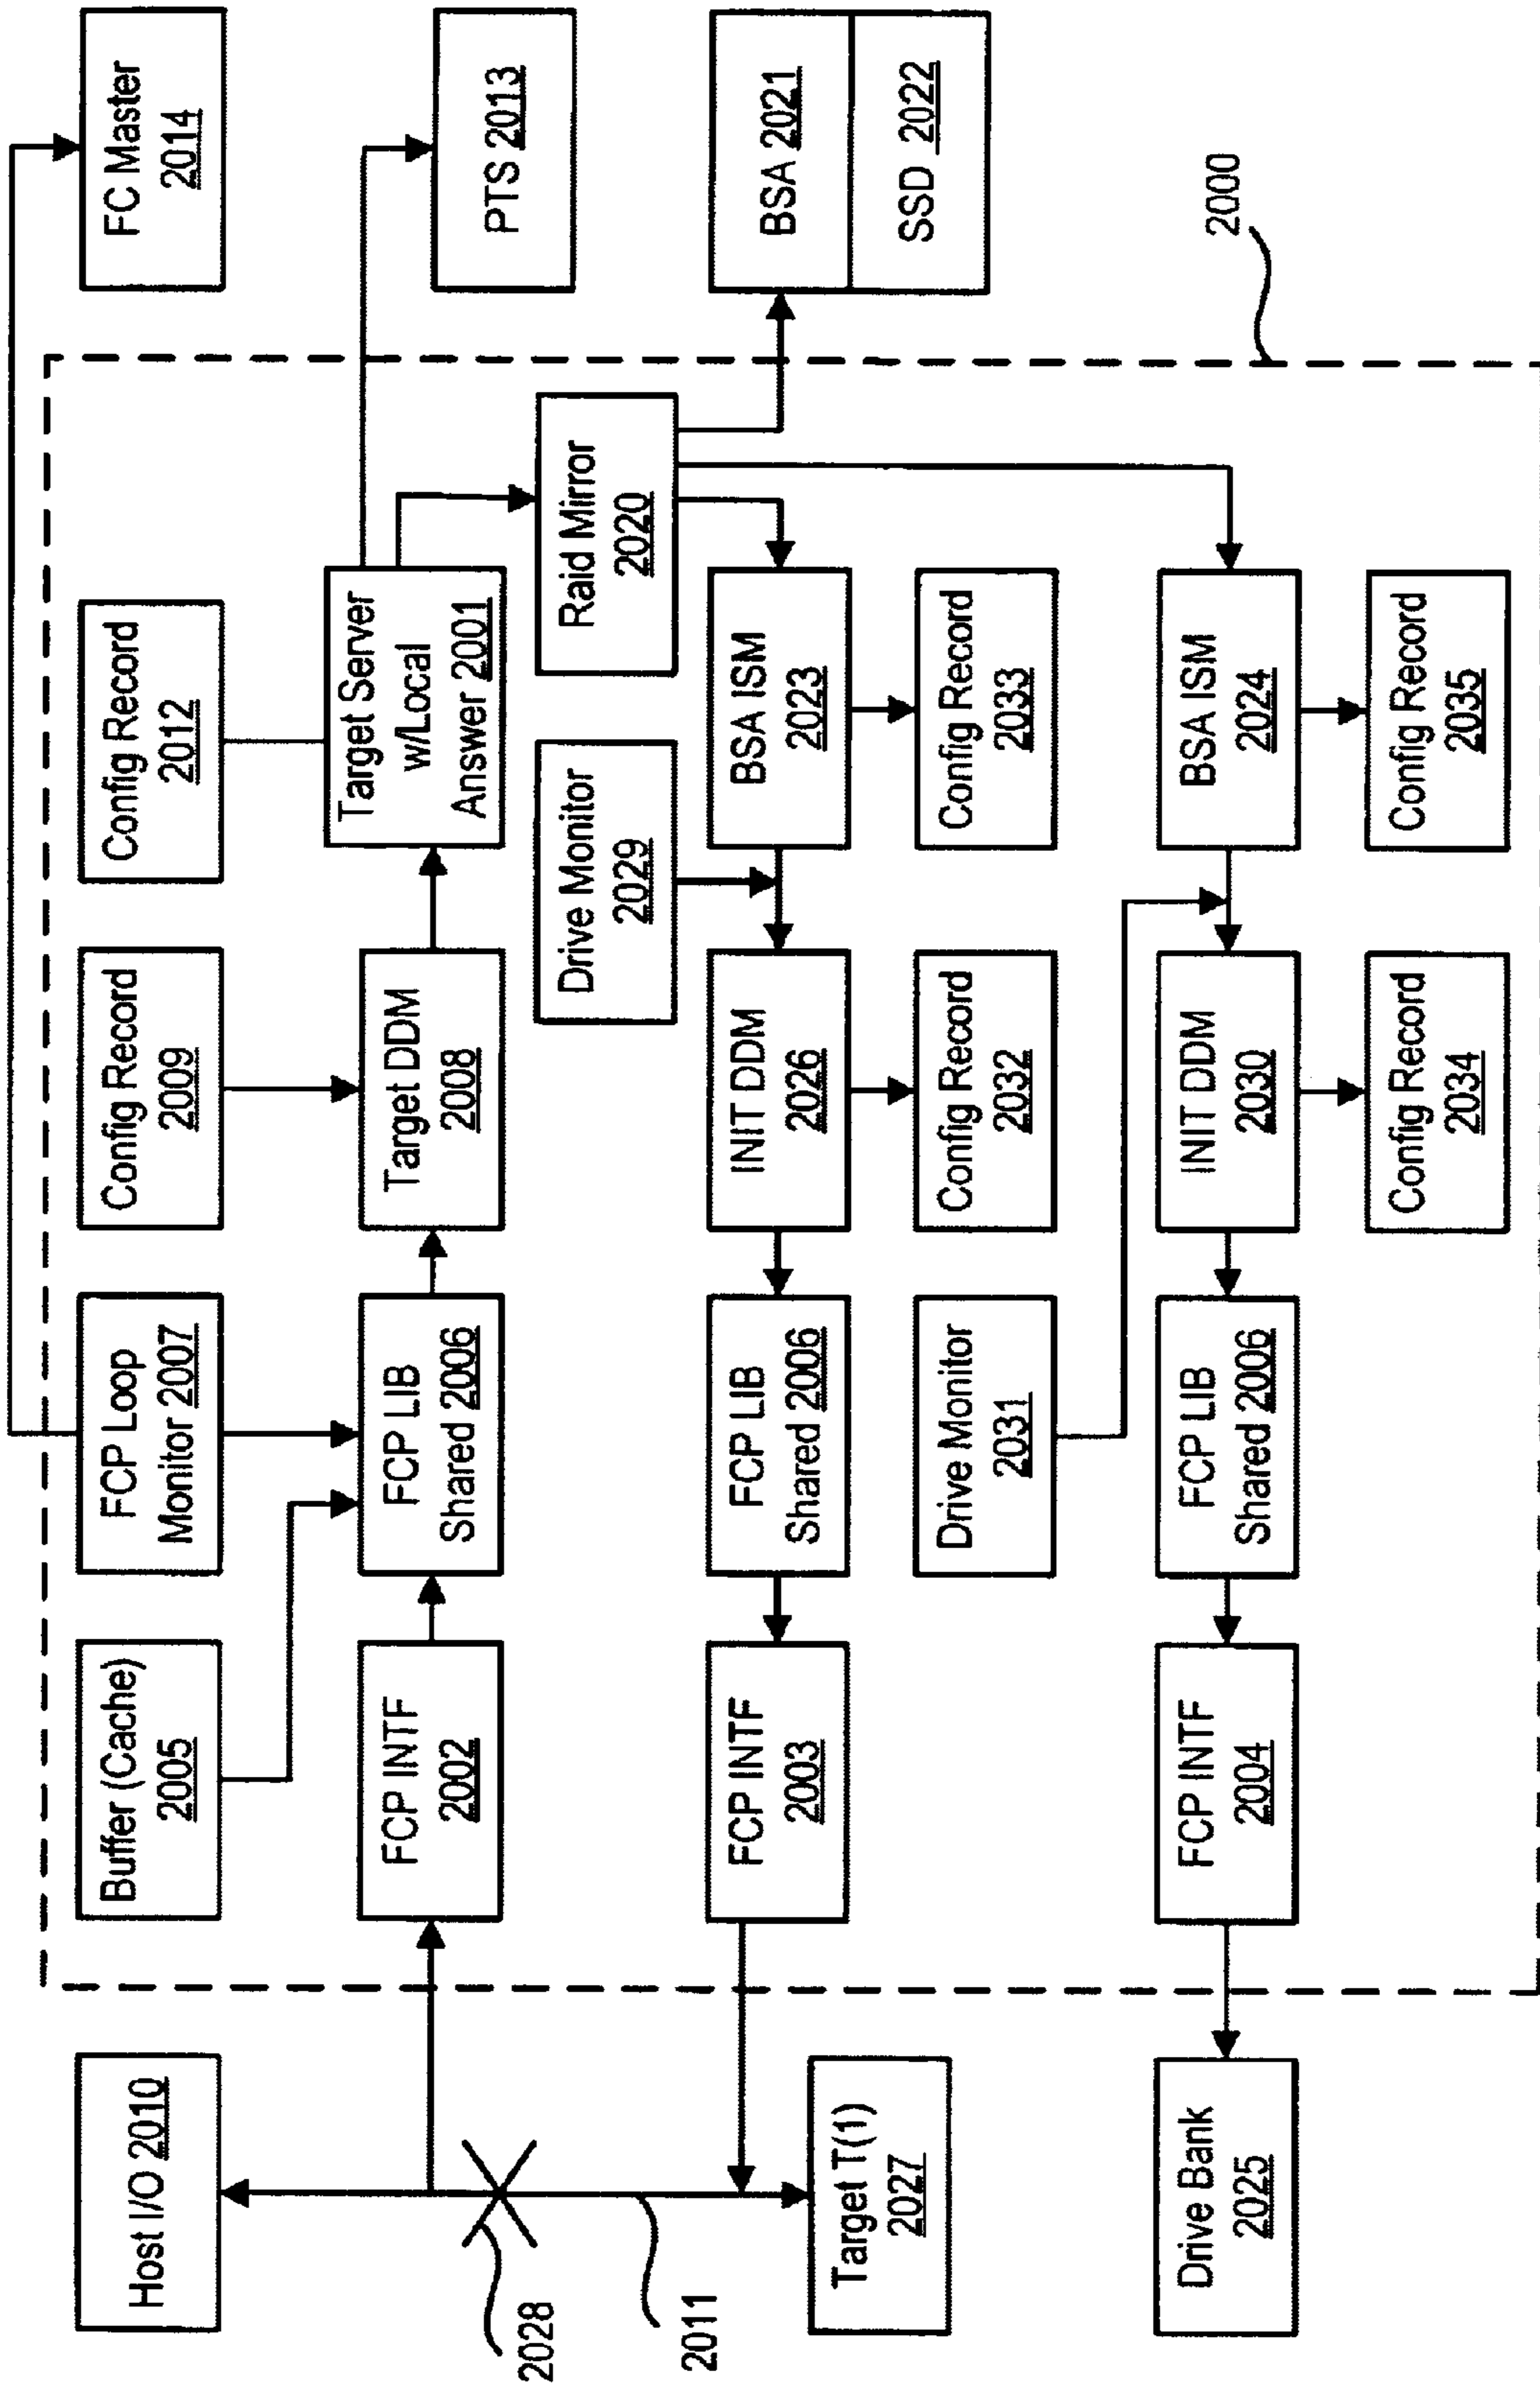 Host I/O 2010
Buffer (Cache)
2005
FCP Loop
Monitor 2007
Config Record
2009
Config Record
2012
FC Master
2014
FCP INTF
2002
FCP LIB
Shared 2006
Target DDM
2008
Target Server
w/Local
Answer 2001
PTS 2013
2028
2011
Drive Monitor
2029
Raid Mirror
2020
Target T(1)
2027
FCP INTF
2003
FCP LIB
Shared 2006
INIT DDM
2026
BSA ISM
2023
BSA 2021
SSD 2022
Drive Monitor
2031
Config Record
2032
Config Record
2033
2000
Drive Bank
2025
FCP INTF
2004
FCP LIB
Shared 2006
INIT DDM
2030
BSA ISM
2024
Config Record
2034
Config Record
2035